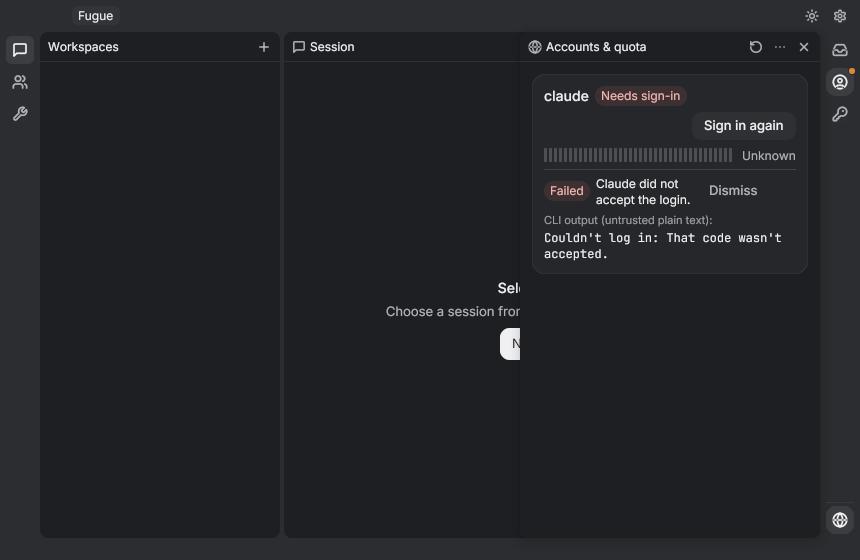 Fugue
Workspaces
Session
Choose a session
Accounts & quota
claude
Needs sign-in
Sign in again
Unknown
Failed
Claude did not
accept the login.
Dismiss
CLI output (untrusted plain text):
Couldn't log in: That code wasn't
accepted.